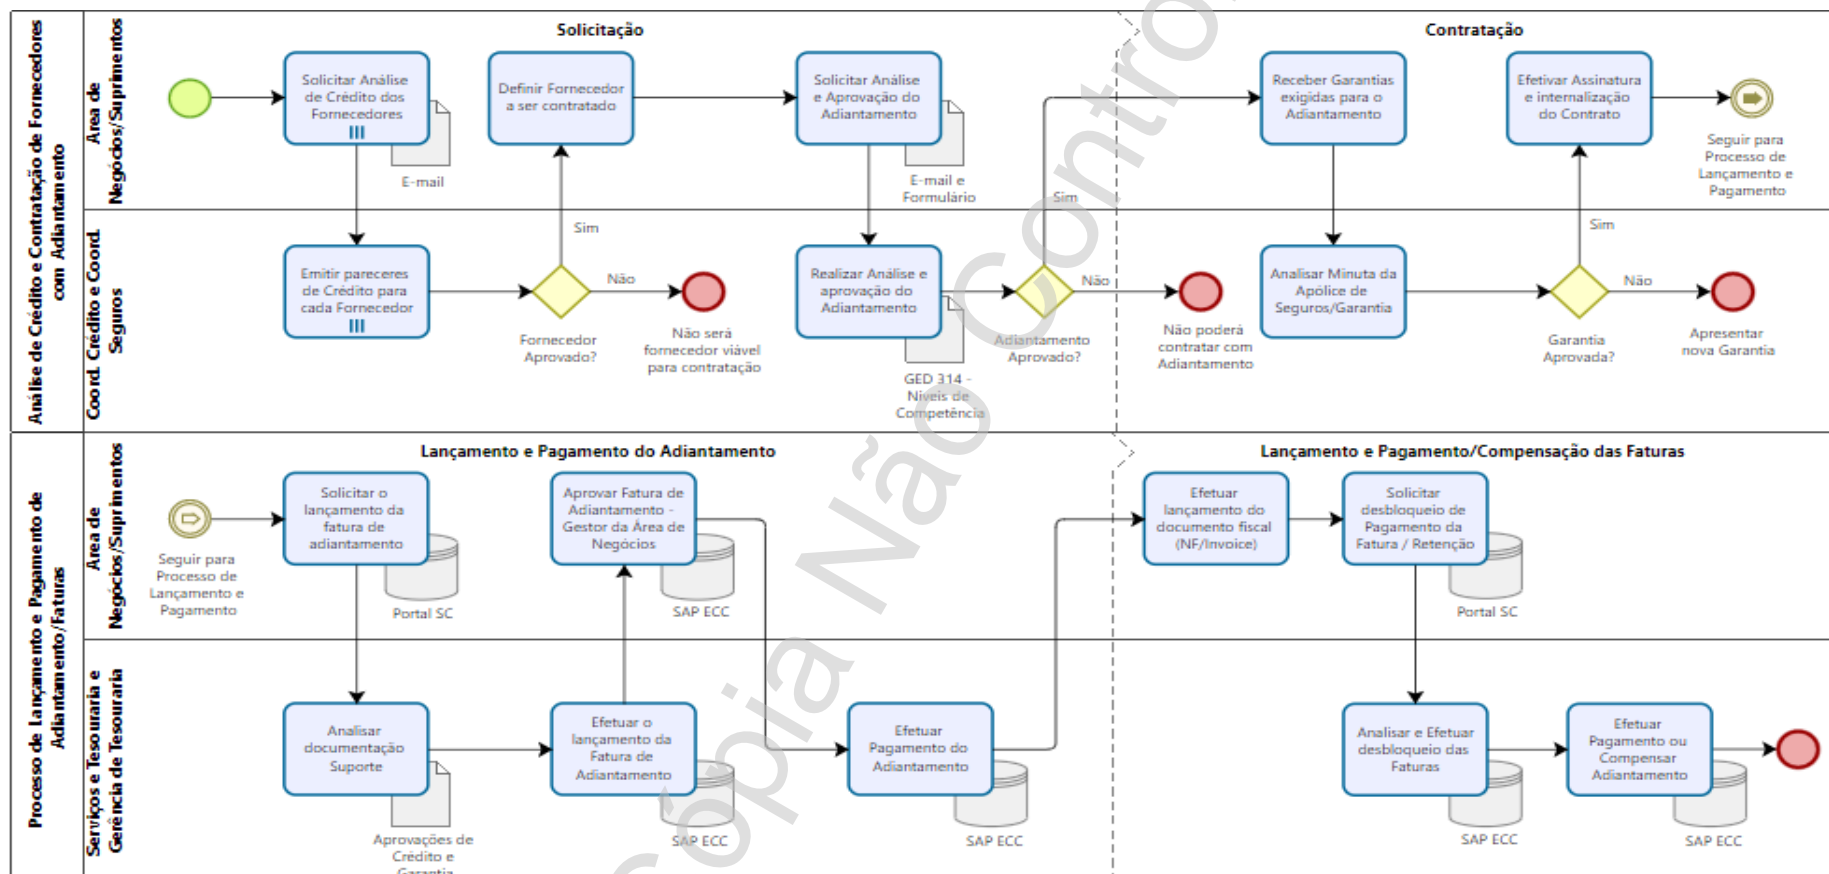 Análise de Crédito e Contratação de Fornecedores
com Adiantamento
Área de
Negócios/Suprimentos
Coord. Crédito e Coord.
Seguros
Solicitação
Contratação
Solicitar Análise
de Crédito dos
Fornecedores
E-mail
Definir Fornecedor
a ser contratado
Solicitar Análise
e Aprovação do
Adiantamento
E-mail e
Formulário
Receber Garantias
exigidas para o
Adiantamento
Efetivar Assinatura
e internalização
do Contrato
Seguir para
Processo de
Lançamento e
Pagamento
Emitir pareceres
de Crédito para
cada Fornecedor
Sim
Não
Fornecedor
Aprovado?
Não será
fornecedor viável
para contratação
Realizar Análise e
aprovação do
Adiantamento
GED 314 -
Níveis de
Competência
Sim
Não
Adiantamento
Aprovado?
Não poderá
contratar com
Adiantamento
Analisar Minuta da
Apólice de
Seguros/Garantia
Sim
Não
Garantia
Aprovada?
Apresentar
nova Garantia
Processo de Lançamento e Pagamento de
Adiantamento/Faturas
Área de
Negócios/Suprimentos
Serviços e Tesouraria e
Gerência de Tesouraria
Lançamento e Pagamento do Adiantamento
Lançamento e Pagamento/Compensação das Faturas
Seguir para
Processo de
Lançamento e
Pagamento
Solicitar o
lançamento da
fatura de
adiantamento
Portal SC
Aprovar Fatura de
Adiantamento -
Gestor da Área de
Negócios
SAP ECC
Efetuar
lançamento do
documento fiscal
(NF/Invoice)
Solicitar
desbloqueio de
Pagamento da
Fatura / Retenção
Portal SC
Analisar
documentação
Suporte
Aprovações de
Crédito e
Garantia
Efetuar o
lançamento da
Fatura de
Adiantamento
SAP ECC
Efetuar
Pagamento do
Adiantamento
SAP ECC
Analisar e Efetuar
desbloqueio das
Faturas
SAP ECC
Efetuar
Pagamento ou
Compensar
Adiantamento
SAP ECC
Cópia Não Contro